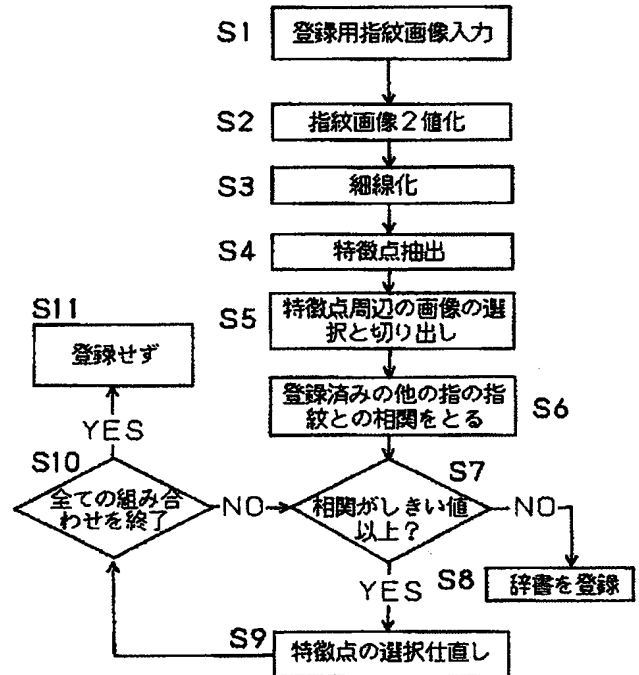 S1
登録用指紋画像入力
S2
指紋画像2値化
S3
細線化
S4
特徴点抽出
S5
特徴点周辺の画像の選
択と切り出し
S11
登録せず
登録済みの他の指の指
紋との相関をとる
S6
YES
S10
全ての組み合
わせを終了
NO
S7
相関がしきい値
以上?
NO
S8
辞書を登録
YES
S9
特徴点の選択仕直し